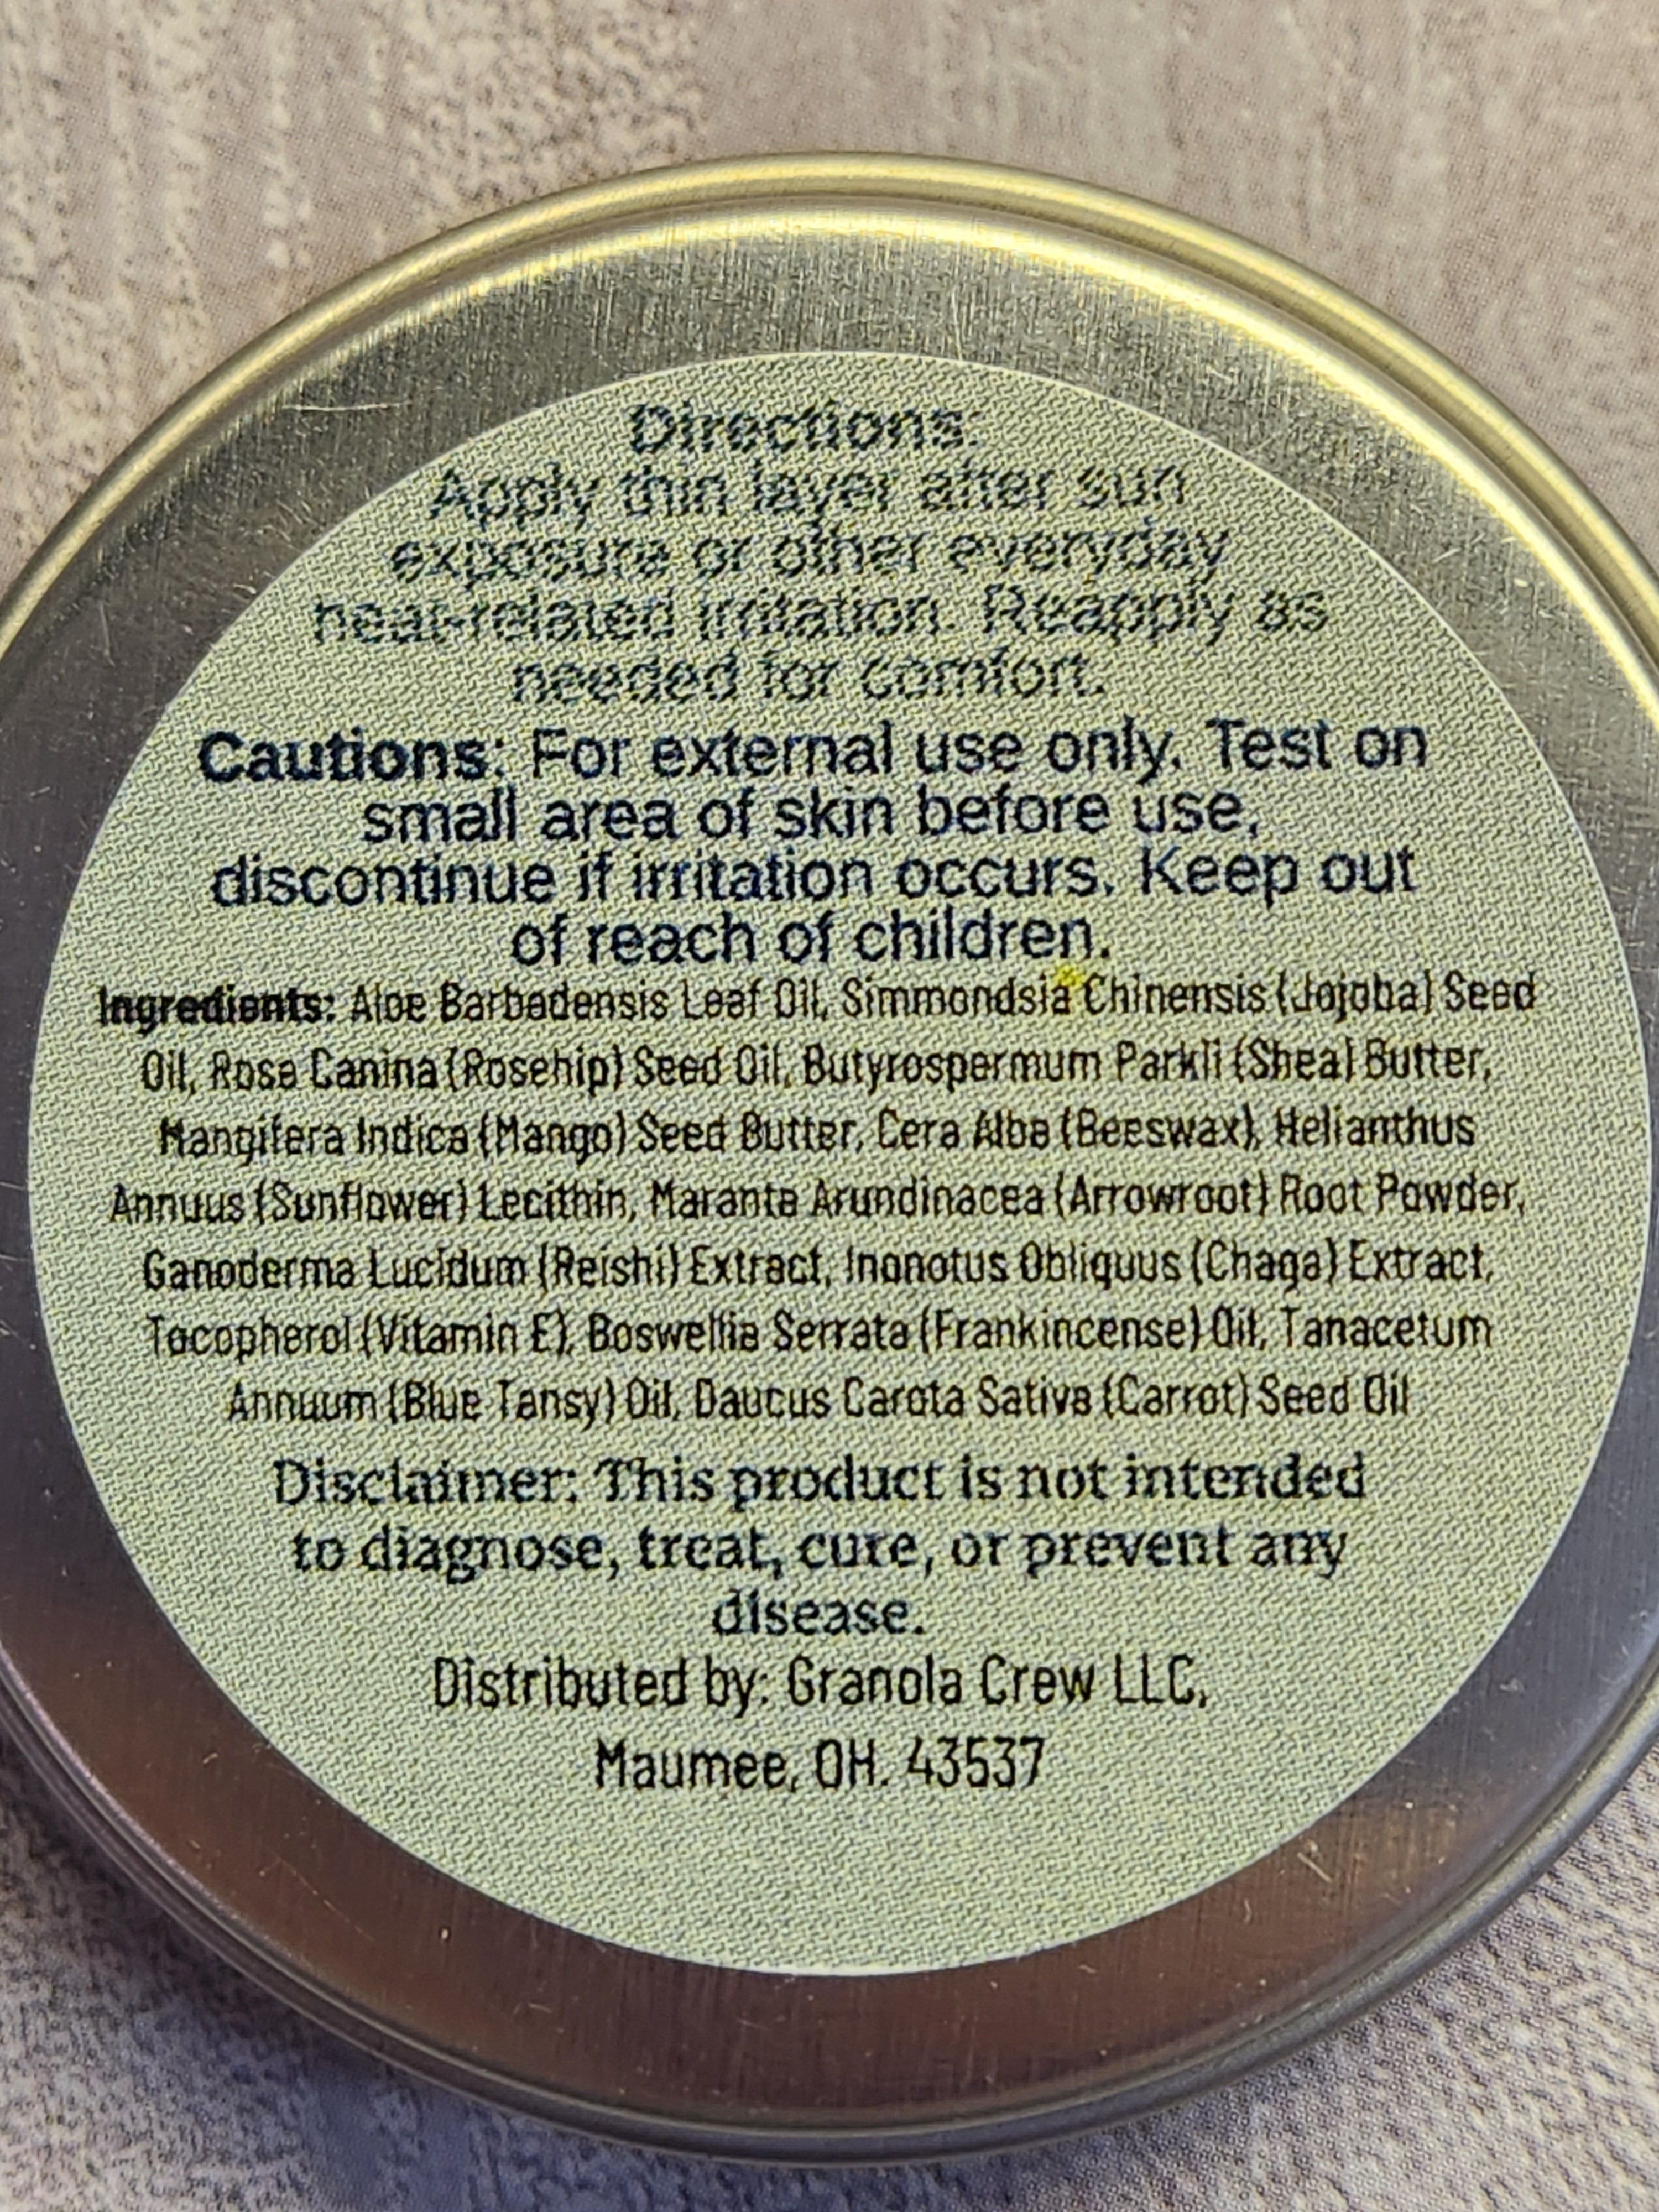 Directions:
Apply thin layer after sun
exposure or other everyday
heat-related irritation. Reapply as
needed for comfort.
Cautions: For external use only. Test on
small area of skin before use,
discontinue if irritation occurs. Keep out
of reach of children.
Ingredients: Aloe Barbadensis Leaf Oil, Simmondsia Chinensis (Jojoba) Seed
Oil, Rosa Canina (Rosehip) Seed Oil, Butyrospermum Parkii (Shea) Butter,
Mangifera Indica (Mango) Seed Butter, Cera Alba (Beeswax), Helianthus
Annuus (Sunflower) Lecithin, Maranta Arundinacea (Arrowroot) Root Powder,
Ganoderma Lucidum (Reishi) Extract, Inonotus Obliquus (Chaga) Extract,
Tocopherol (Vitamin E), Boswellia Serrata (Frankincense) Oil, Tanacetum
Annuum (Blue Tansy) Oil, Daucus Carota Sativa (Carrot) Seed Oil
Disclaimer: This product is not intended
to diagnose, treat, cure, or prevent any
disease.
Distributed by: Granola Crew LLC,
Maumee, OH. 43537